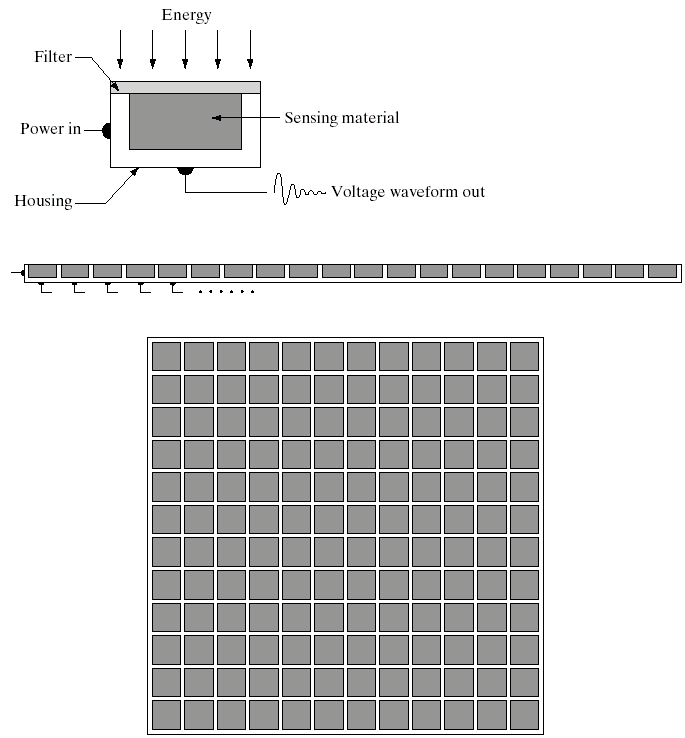 Energy
Filter
Power in
Sensing material
Housing
Voltage waveform out